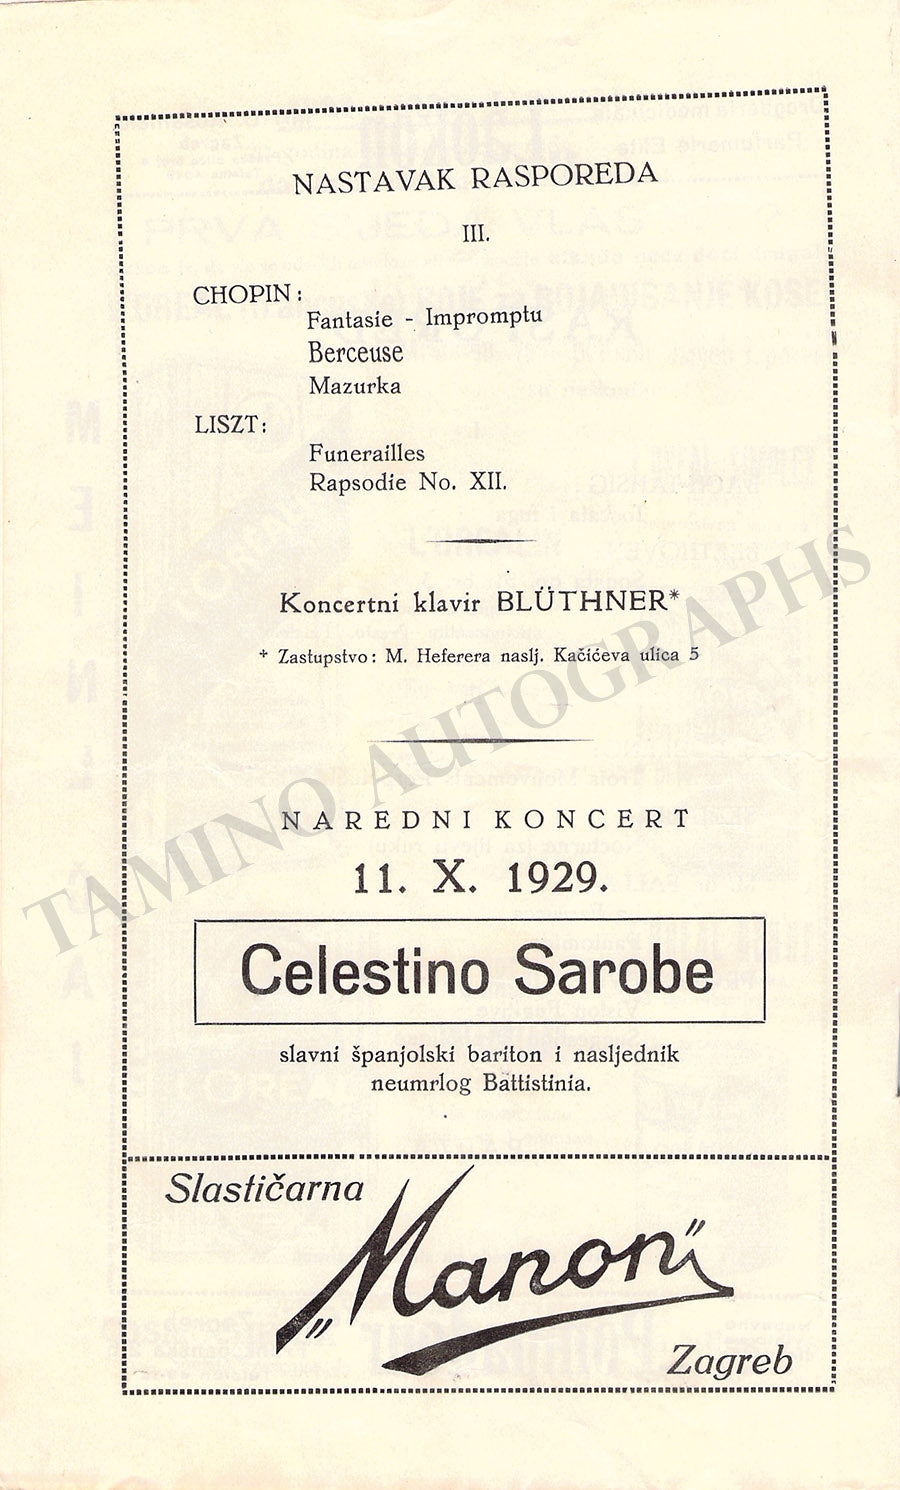 NASTAVAK RASPOREDA
III.
CHOPIN:
Fantasie - Impromptu
Berceuse
Mazurka
LISZT:
Funerailles
Rapsodie No. XII.
Koncertni klavir BLÜTHNER*
* Zastupstvo: M. Heferera naslj. Kačićeva ulica 5
NAREDNI KONCERT
11. X. 1929.
Celestino Sarobe
slavni španjolski bariton i nasljednik
neumrlog Battistinia.
Slastičarna
„Manon"
Zagreb
TAMINO AUTOGRAPHS